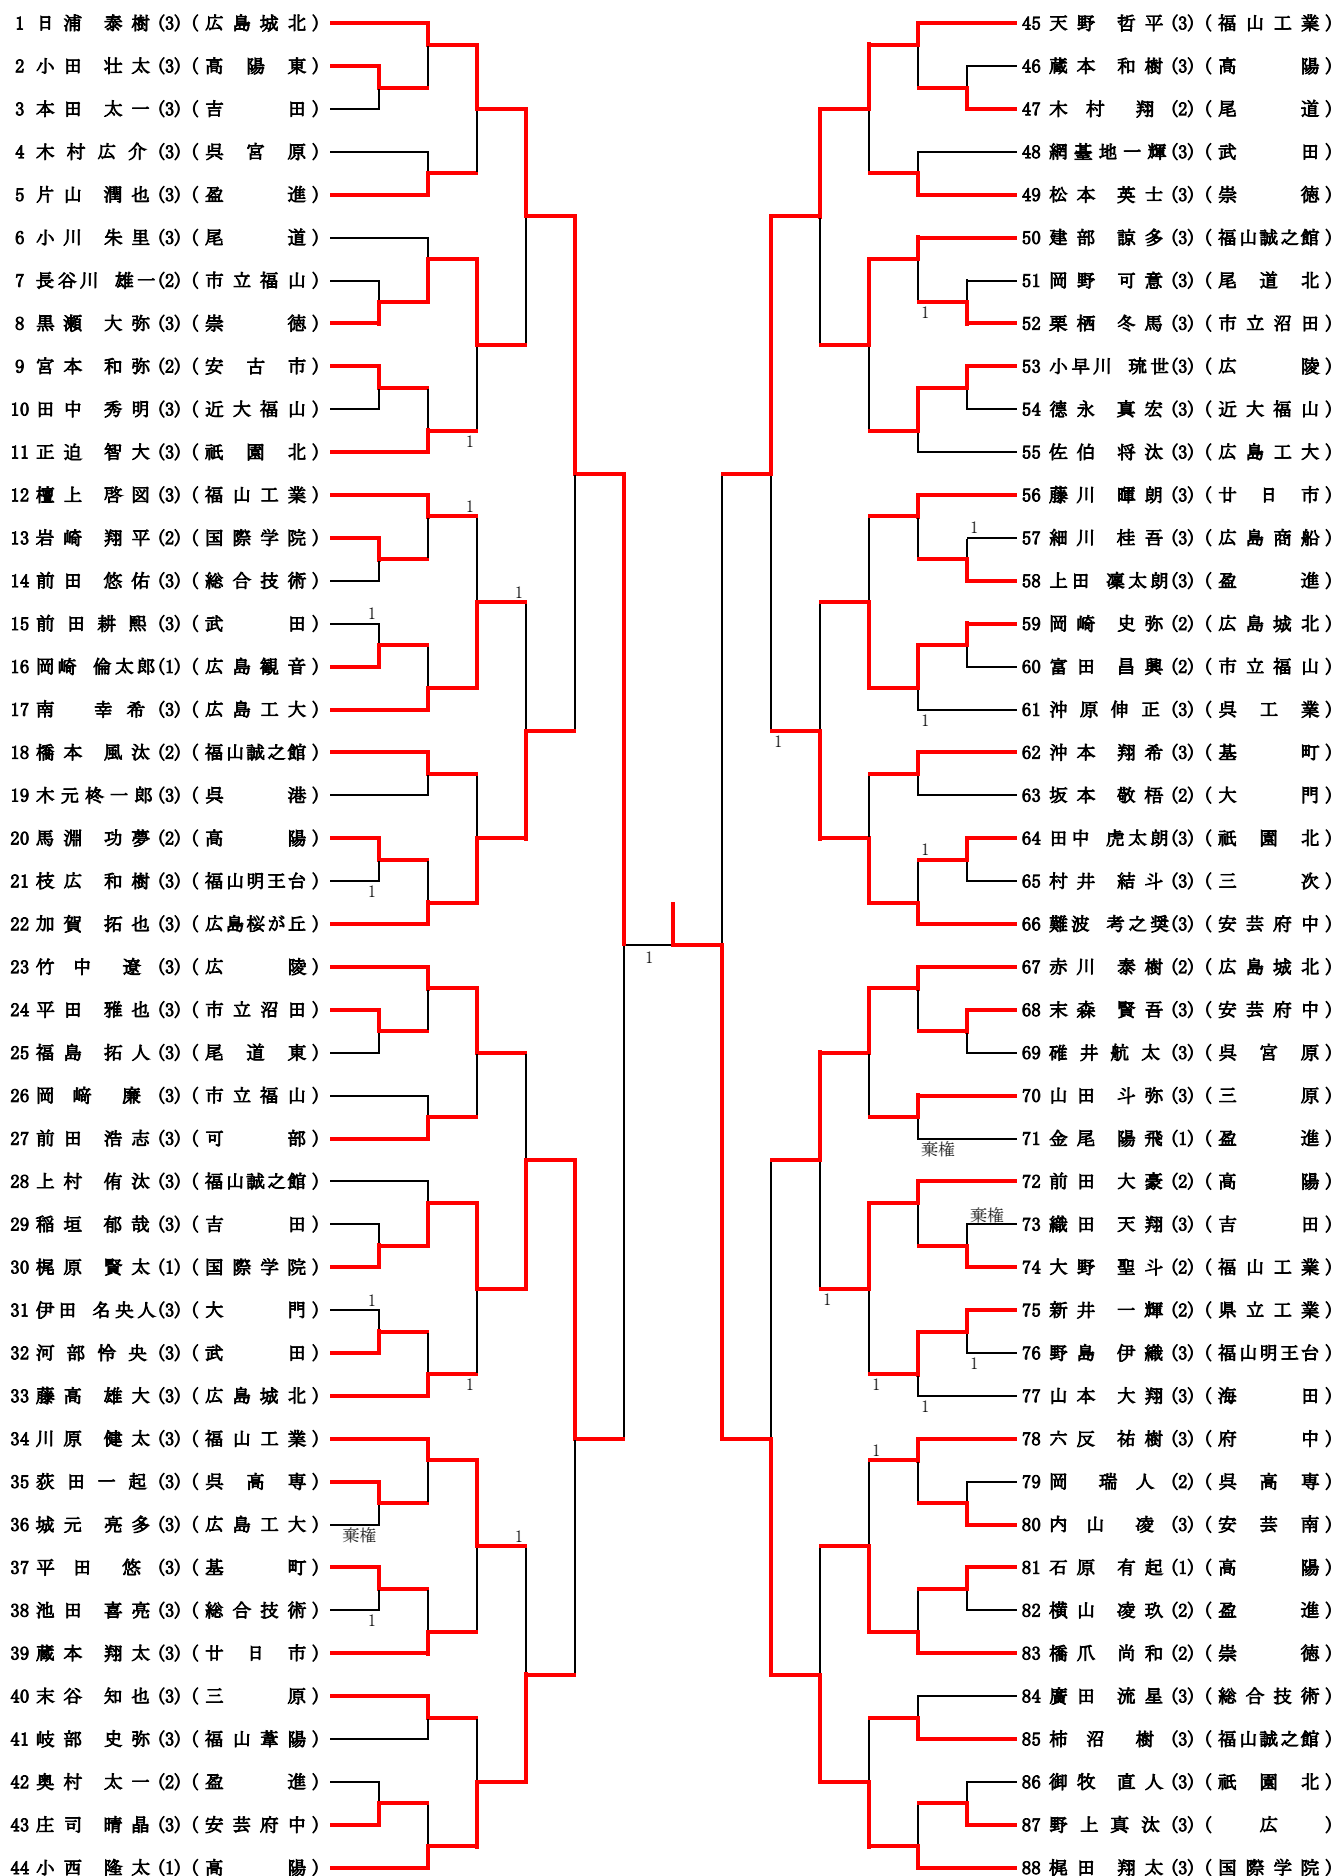 1 日浦 泰樹(3) (広島城北)
2 小田 壮太(3) (高陽東)
3 本田 太一(3) (吉田)
4 木村広介(3) (呉宮原)
5 片山 潤也(3) (盈進)
6 小川 朱里(3) (尾道)
7 長谷川 雄一(2) (市立福山)
8 黒瀬 大弥(3) (崇徳)
9 宮本 和弥(2) (安古市)
10 田中 秀明(3) (近大福山)
11 正迫 智大(3) (祇園北)
1
12 檀上 啓図(3) (福山工業)
1
13 岩崎 翔平(2) (国際学院)
14 前田 悠佑(3) (総合技術)
1
15 前田耕熙(3) (武田)
1
16 岡崎 倫太郎(1) (広島観音)
17 南 幸希(3) (広島工大)
18 橋本 風汰(2) (福山誠之館)
19 木元柊一郎(3) (呉港)
20 馬淵 功夢(2) (高陽)
21 枝広 和樹(3) (福山明王台)
1
22 加賀 拓也(3) (広島桜が丘)
23 竹中 遼(3) (広陵)
24 平田 雅也(3) (市立沼田)
25 福島 拓人(3) (尾道東)
26 岡﨑 廉(3) (市立福山)
27 前田 浩志(3) (可部)
28 上村 侑汰(3) (福山誠之館)
29 稲垣 郁哉(3) (吉田)
30 梶原 賢太(1) (国際学院)
31 伊田 名央人(3) (大門)
1
32 河部怜央(3) (武田)
33 藤高 雄大(3) (広島城北)
1
34 川原 健太(3) (福山工業)
35 荻田一起(3) (呉高専)
36 城元 亮多(3) (広島工大)
棄権
1
37 平田 悠(3) (基町)
38 池田 喜亮(3) (総合技術)
1
39 蔵本 翔太(3) (廿日市)
40 末谷 知也(3) (三原)
41 岐部 史弥(3) (福山葦陽)
42 奥村 太一(2) (盈進)
43 庄司 晴晶(3) (安芸府中)
44 小西 隆太(1) (高陽)
1
45 天野 哲平(3) (福山工業)
46 蔵本 和樹(3) (高陽)
47 木村 翔(2) (尾道)
48 網基地一輝(3) (武田)
49 松本 英士(3) (崇徳)
50 建部 諒多(3) (福山誠之館)
51 岡野 可意(3) (尾道北)
1
52 栗栖 冬馬(3) (市立沼田)
53 小早川 琉世(3) (広陵)
54 德永 真宏(3) (近大福山)
55 佐伯 将汰(3) (広島工大)
56 藤川 暉朗(3) (廿日市)
1
57 細川 桂吾(3) (広島商船)
58 上田 凜太朗(3) (盈進)
59 岡崎 史弥(2) (広島城北)
60 富田 昌興(2) (市立福山)
61 沖原伸正(3) (呉工業)
1
1
62 沖本 翔希(3) (基町)
63 坂本 敬梧(2) (大門)
64 田中 虎太朗(3) (祇園北)
1
65 村井 結斗(3) (三次)
66 難波 考之奨(3) (安芸府中)
67 赤川 泰樹(2) (広島城北)
68 末森 賢吾(3) (安芸府中)
69 碓井航太(3) (呉宮原)
70 山田 斗弥(3) (三原)
71 金尾 陽飛(1) (盈進)
棄権
72 前田 大豪(2) (高陽)
棄権
73 織田 天翔(3) (吉田)
74 大野 聖斗(2) (福山工業)
1
75 新井 一輝(2) (県立工業)
76 野島 伊織(3) (福山明王台)
1
1
77 山本 大翔(3) (海田)
1
78 六反 祐樹(3) (府中)
1
79 岡 瑞人(2) (呉高専)
80 内山 凌(3) (安芸南)
81 石原 有起(1) (高陽)
82 横山 凌玖(2) (盈進)
83 橋爪 尚和(2) (崇徳)
84 廣田 流星(3) (総合技術)
85 柿沼 樹(3) (福山誠之館)
86 御牧 直人(3) (祇園北)
87 野上真汰(3) (広)
88 梶田 翔太(3) (国際学院)